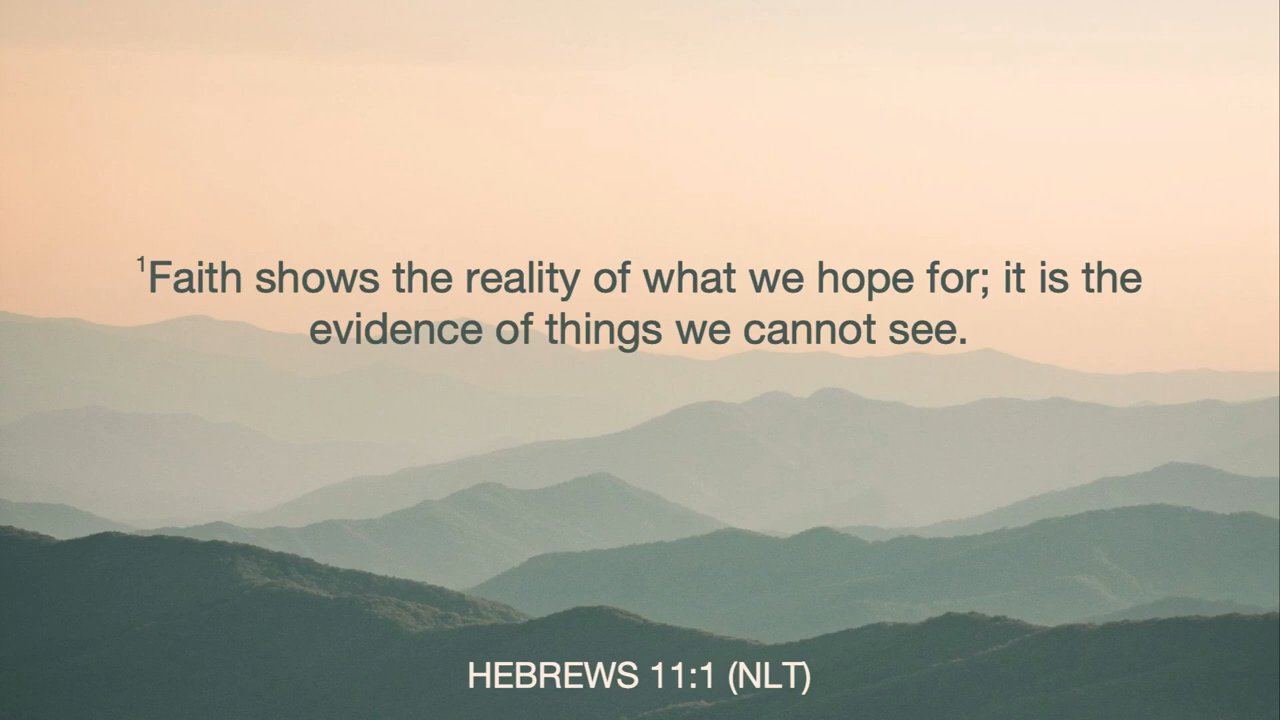 ¹Faith shows the reality of what we hope for; it is the
evidence of things we cannot see.
HEBREWS 11:1 (NLT)